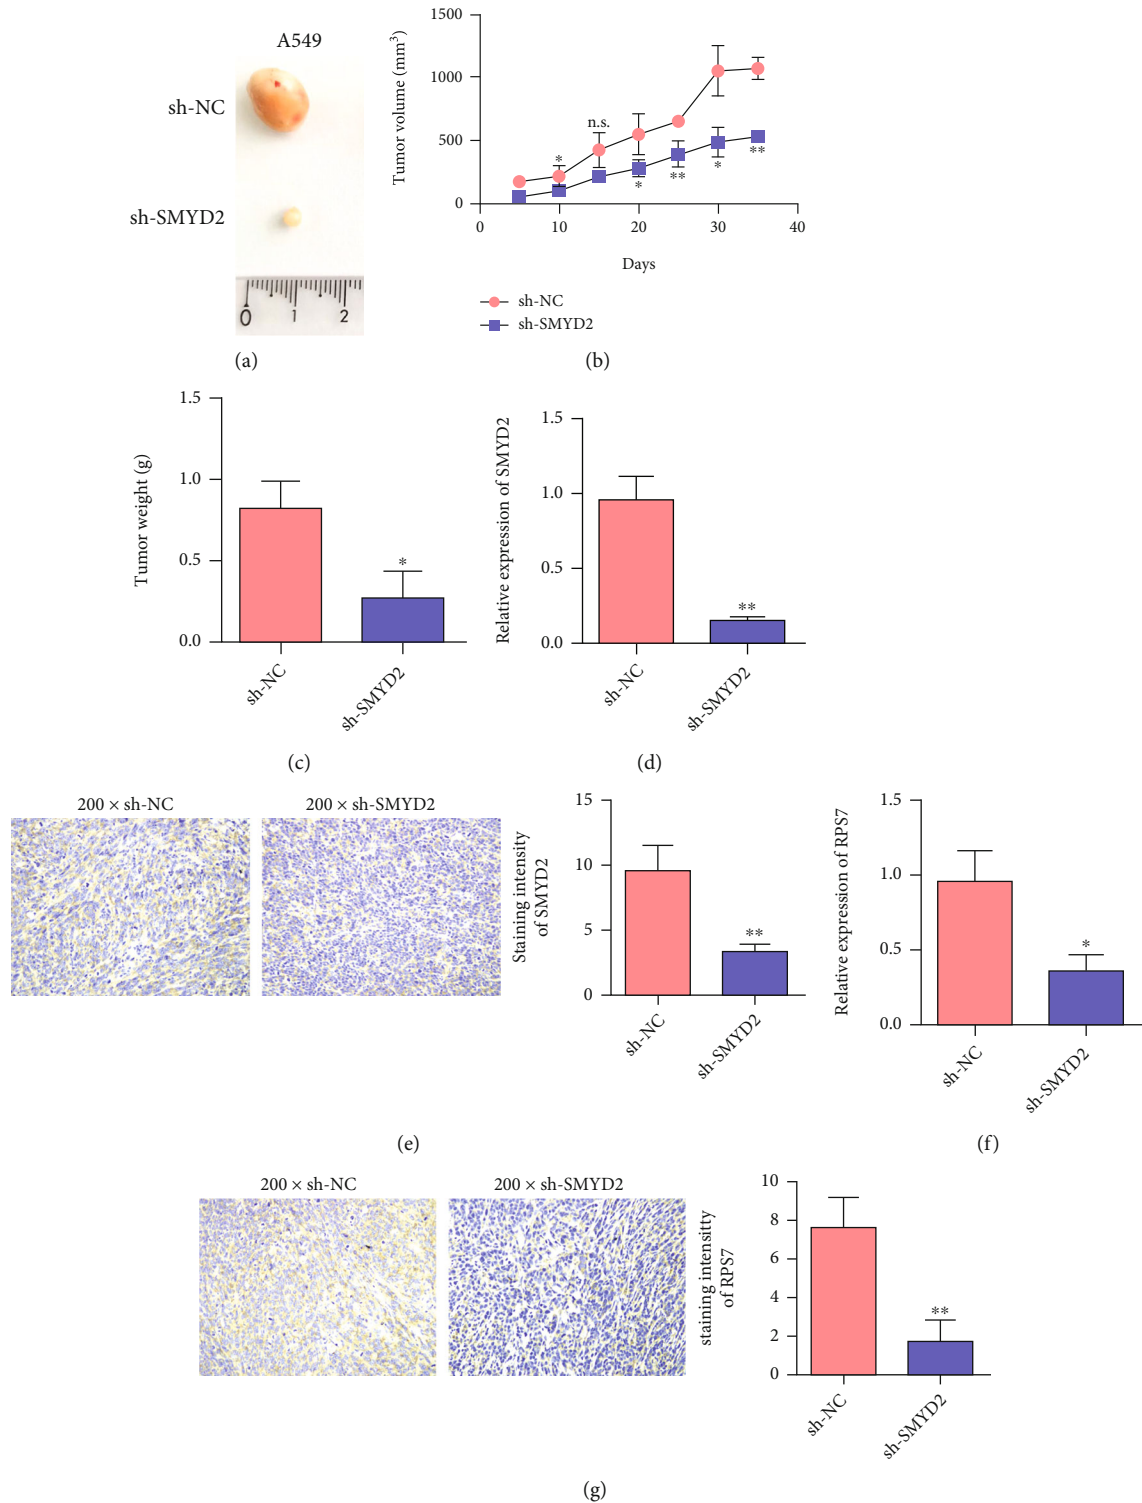 A549
sh-NC
sh-SMYD2
0 1 2
(a)
Tumor volume (mm³)
1500
1000
500
0
0 10 20 30 40
* n.s. * ** * **
Days
sh-NC
sh-SMYD2
(b)
Tumor weight (g)
1.5
1.0
0.5
0.0
*
sh-NC
sh-SMYD2
(c)
Relative expression of SMYD2
1.5
1.0
0.5
0.0
**
sh-NC
sh-SMYD2
(d)
200 × sh-NC
200 × sh-SMYD2
Staining intensity
of SMYD2
15
10
5
0
**
sh-NC
sh-SMYD2
(e)
Relative expression of RPS7
1.5
1.0
0.5
0.0
*
sh-NC
sh-SMYD2
(f)
200 × sh-NC
200 × sh-SMYD2
staining intensitty
of RPS7
10
8
6
4
2
0
**
sh-NC
sh-SMYD2
(g)